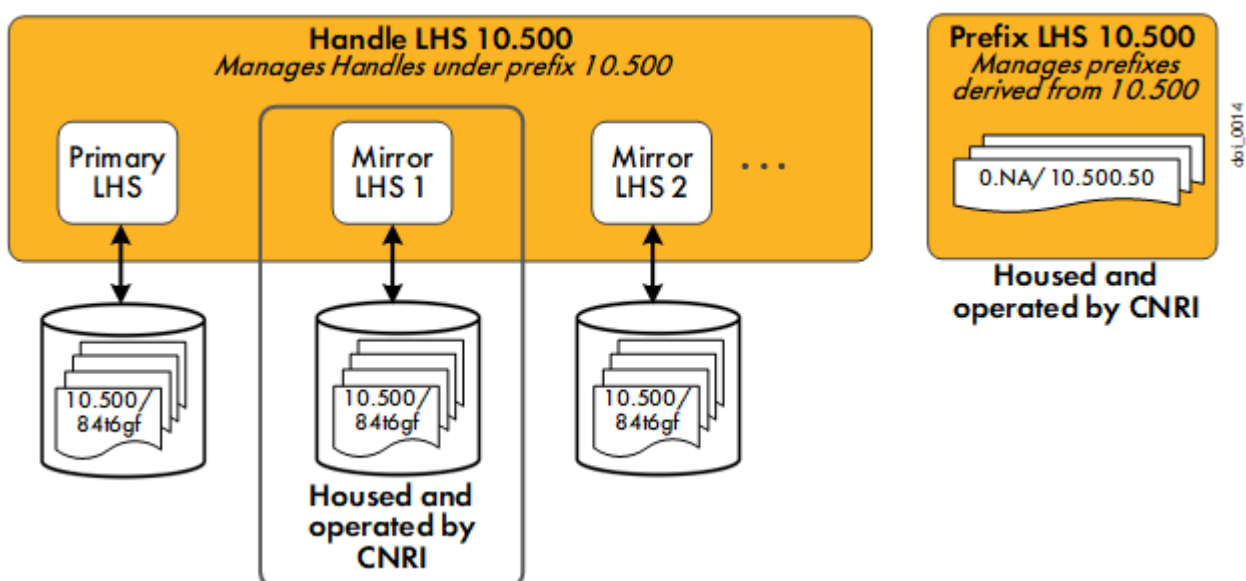 Handle LHS 10.500
Manages Handles under prefix 10.500
Primary
LHS
Mirror
LHS 1
Mirror
LHS 2
...
10.500/
84t6gf
10.500/
84t6gf
10.500/
84t6gf
Housed and
operated by
CNRI
Prefix LHS 10.500
Manages prefixes
derived from 10.500
0.NA/ 10.500.50
Housed and
operated by CNRI
doi_0014